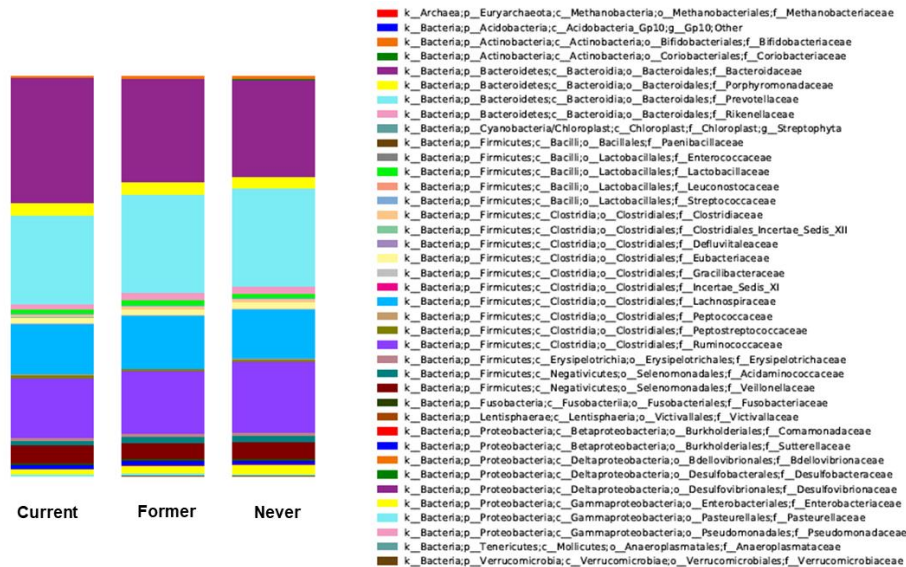 k__Archaea;p__Euryarchaeota;c__Methanobacteria;o__Methanobacteriales;f__Methanobacteriaceae
k__Bacteria;p__Acidobacteria;c__Acidobacteria_Gp10;g__Gp10;Other
k__Bacteria;p__Actinobacteria;c__Actinobacteria;o__Bifidobacteriales;f__Bifidobacteriaceae
k__Bacteria;p__Actinobacteria;c__Actinobacteria;o__Coriobacteriales;f__Coriobacteriaceae
k__Bacteria;p__Bacteroidetes;c__Bacteroidia;o__Bacteroidales;f__Bacteroidaceae
k__Bacteria;p__Bacteroidetes;c__Bacteroidia;o__Bacteroidales;f__Porphyromonadaceae
k__Bacteria;p__Bacteroidetes;c__Bacteroidia;o__Bacteroidales;f__Prevotellaceae
k__Bacteria;p__Bacteroidetes;c__Bacteroidia;o__Bacteroidales;f__Rikenellaceae
k__Bacteria;p__Cyanobacteria/Chloroplast;c__Chloroplast;f__Chloroplast;g__Streptophyta
k__Bacteria;p__Firmicutes;c__Bacilli;o__Bacillales;f__Paenibacillaceae
k__Bacteria;p__Firmicutes;c__Bacilli;o__Lactobacillales;f__Enterococcaceae
k__Bacteria;p__Firmicutes;c__Bacilli;o__Lactobacillales;f__Lactobacillaceae
k__Bacteria;p__Firmicutes;c__Bacilli;o__Lactobacillales;f__Leuconostocaceae
k__Bacteria;p__Firmicutes;c__Bacilli;o__Lactobacillales;f__Streptococcaceae
k__Bacteria;p__Firmicutes;c__Clostridia;o__Clostridiales;f__Clostridiaceae
k__Bacteria;p__Firmicutes;c__Clostridia;o__Clostridiales;f__Clostridiales_Incertae_Sedis_XII
k__Bacteria;p__Firmicutes;c__Clostridia;o__Clostridiales;f__Defluviitaleaceae
k__Bacteria;p__Firmicutes;c__Clostridia;o__Clostridiales;f__Eubacteriaceae
k__Bacteria;p__Firmicutes;c__Clostridia;o__Clostridiales;f__Gracilibacteraceae
k__Bacteria;p__Firmicutes;c__Clostridia;o__Clostridiales;f__Incertae_Sedis_XI
k__Bacteria;p__Firmicutes;c__Clostridia;o__Clostridiales;f__Lachnospiraceae
k__Bacteria;p__Firmicutes;c__Clostridia;o__Clostridiales;f__Peptococcaceae
k__Bacteria;p__Firmicutes;c__Clostridia;o__Clostridiales;f__Peptostreptococcaceae
k__Bacteria;p__Firmicutes;c__Clostridia;o__Clostridiales;f__Ruminococcaceae
k__Bacteria;p__Firmicutes;c__Erysipelotrichia;o__Erysipelotrichales;f__Erysipelotrichaceae
k__Bacteria;p__Firmicutes;c__Negativicutes;o__Selenomonadales;f__Acidaminococcaceae
k__Bacteria;p__Firmicutes;c__Negativicutes;o__Selenomonadales;f__Veillonellaceae
k__Bacteria;p__Fusobacteria;c__Fusobacteriia;o__Fusobacteriales;f__Fusobacteriaceae
k__Bacteria;p__Lentisphaerae;c__Lentisphaeria;o__Victivallales;f__Victivallaceae
k__Bacteria;p__Proteobacteria;c__Betaproteobacteria;o__Burkholderiales;f__Comamonadaceae
k__Bacteria;p__Proteobacteria;c__Betaproteobacteria;o__Burkholderiales;f__Sutterellaceae
k__Bacteria;p__Proteobacteria;c__Deltaproteobacteria;o__Bdellovibrionales;f__Bdellovibrionaceae
k__Bacteria;p__Proteobacteria;c__Deltaproteobacteria;o__Desulfobacterales;f__Desulfobacteraceae
k__Bacteria;p__Proteobacteria;c__Deltaproteobacteria;o__Desulfovibrionales;f__Desulfovibrionaceae
k__Bacteria;p__Proteobacteria;c__Gammaproteobacteria;o__Enterobacteriales;f__Enterobacteriaceae
k__Bacteria;p__Proteobacteria;c__Gammaproteobacteria;o__Pasteurellales;f__Pasteurellaceae
k__Bacteria;p__Proteobacteria;c__Gammaproteobacteria;o__Pseudomonadales;f__Pseudomonadaceae
k__Bacteria;p__Tenericutes;c__Mollicutes;o__Anaeroplasmatales;f__Anaeroplasmataceae
k__Bacteria;p__Verrucomicrobia;c__Verrucomicrobiae;o__Verrucomicrobiales;f__Verrucomicrobiaceae
Current Former Never